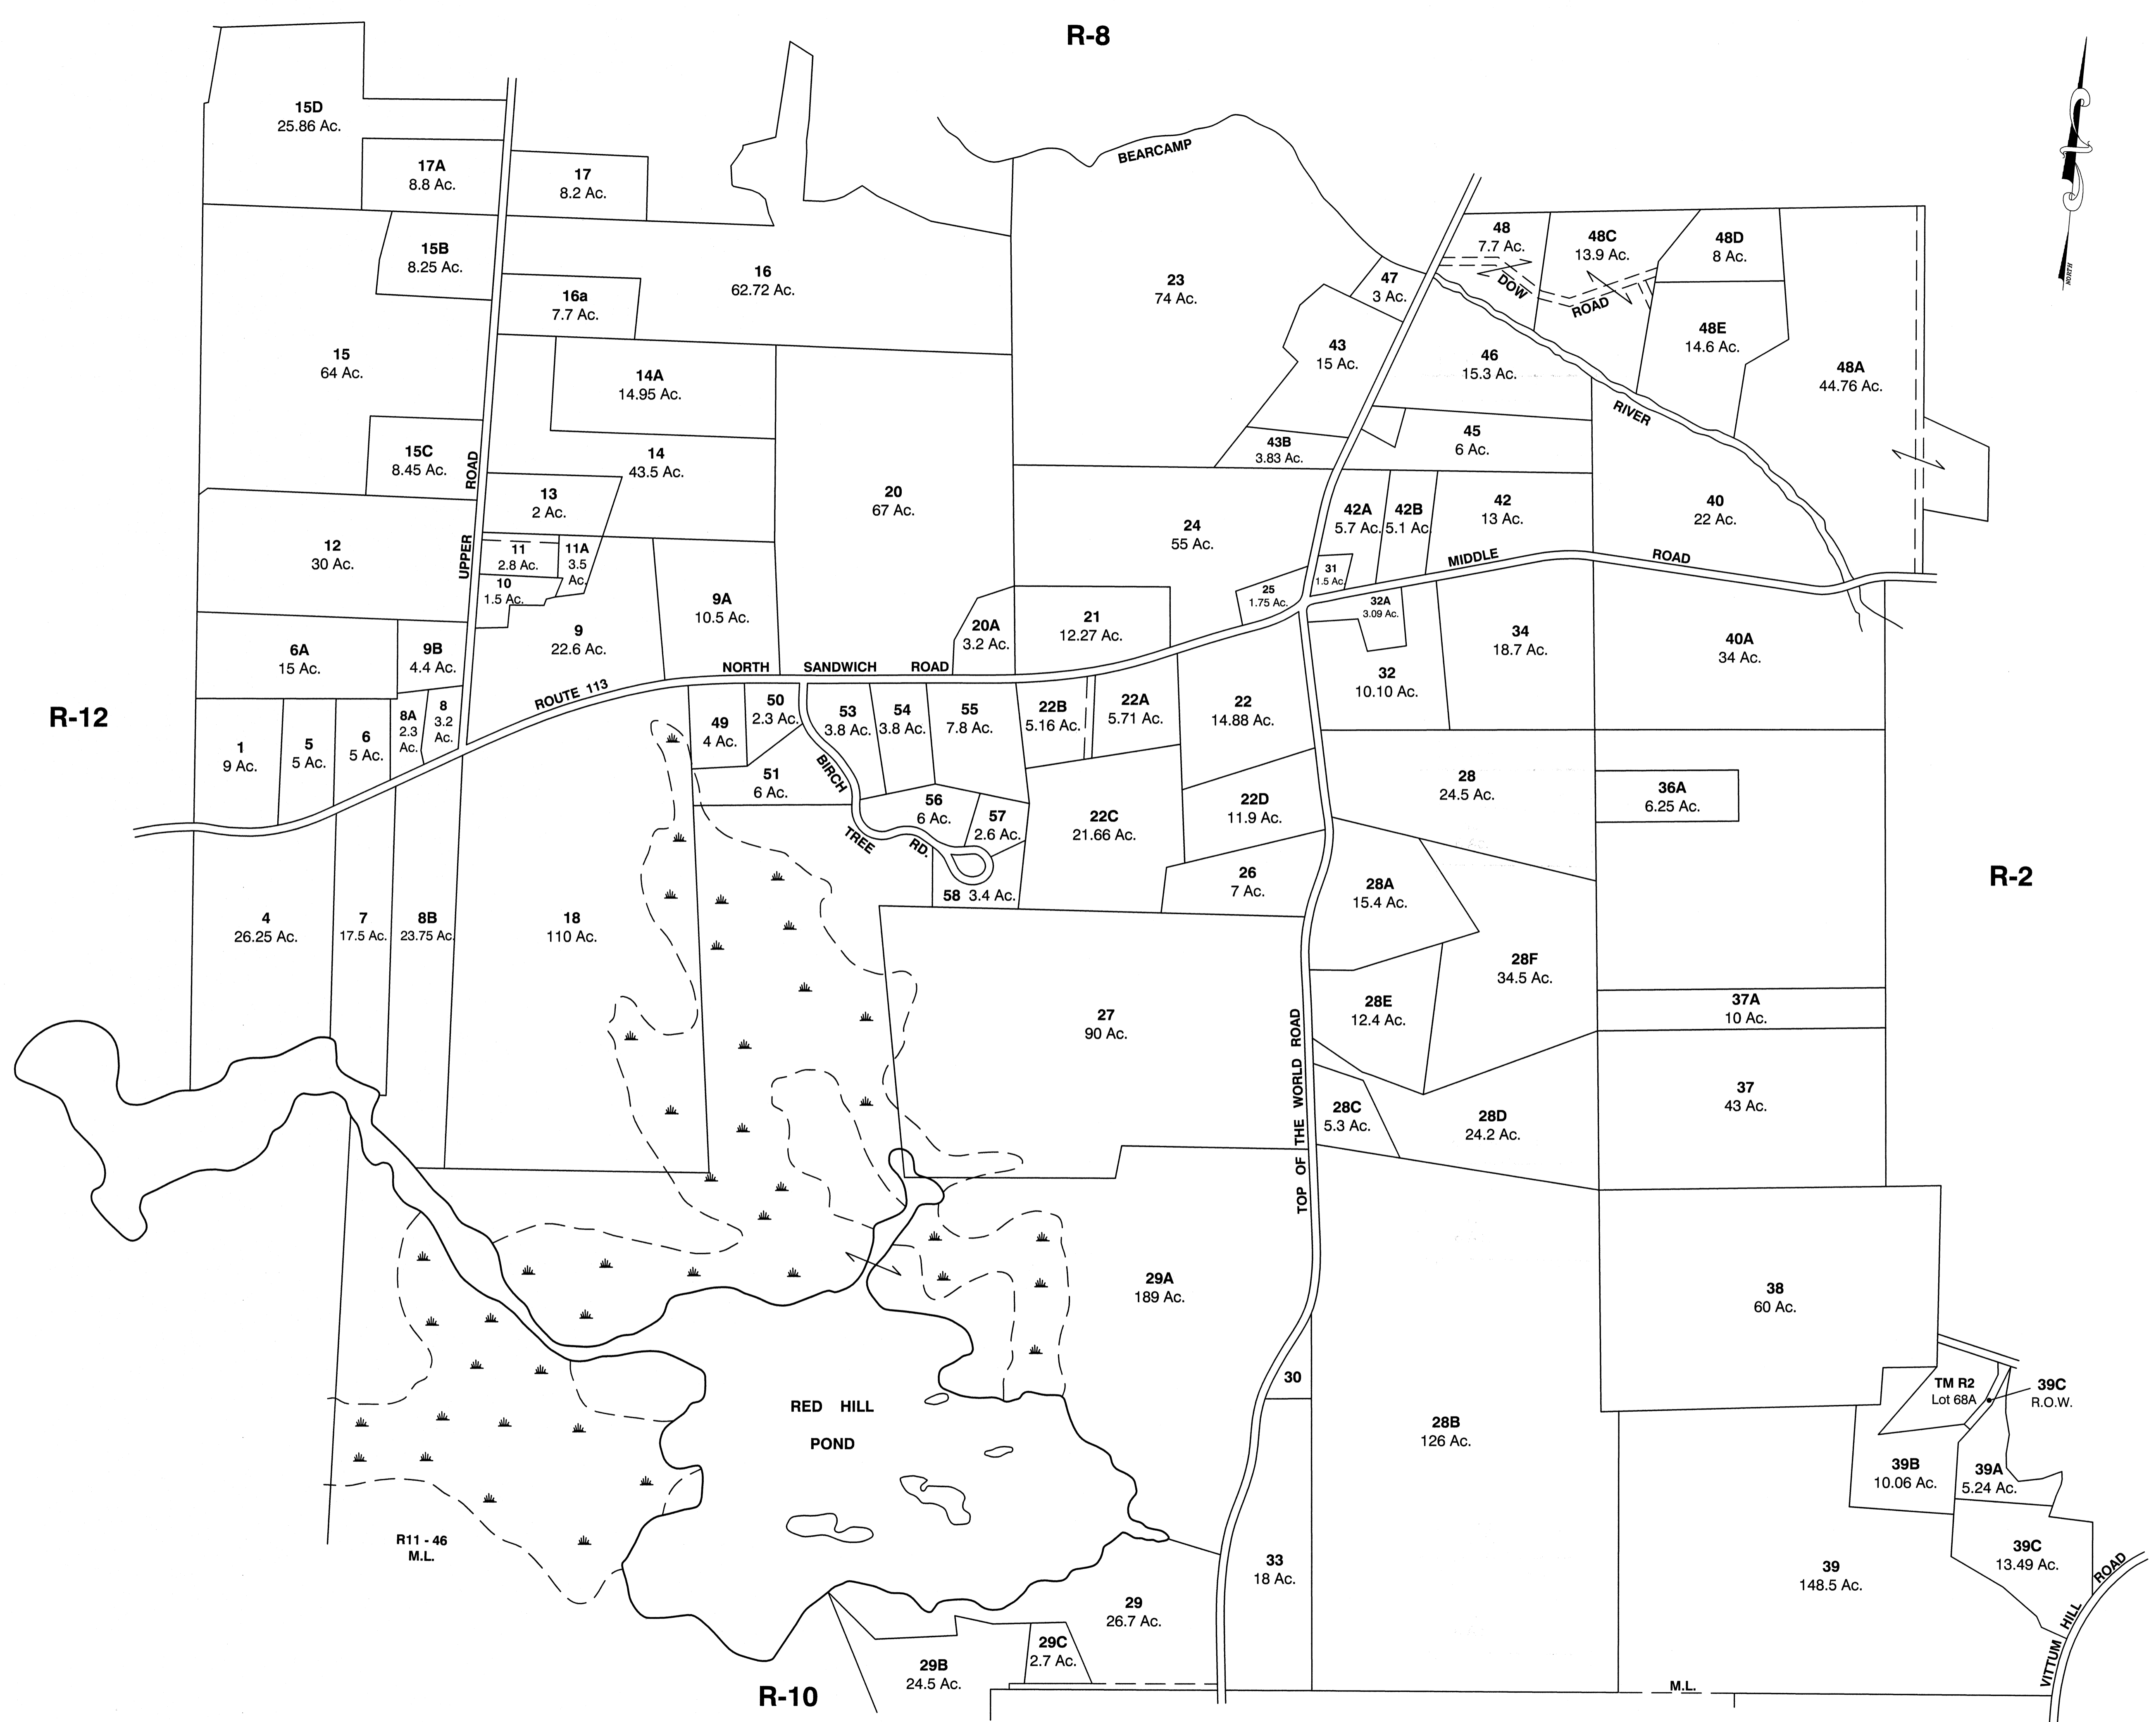 R-8
15D
25.86 Ac.
17A
8.8 Ac.
17
8.2 Ac.
BEARCAMP
NORTH
15B
8.25 Ac.
16
62.72 Ac.
16a
7.7 Ac.
23
74 Ac.
47
3 Ac.
48
7.7 Ac.
48C
13.9 Ac.
48D
8 Ac.
DOW
ROAD
15
64 Ac.
14A
14.95 Ac.
43
15 Ac.
46
15.3 Ac.
48E
14.6 Ac.
48A
44.76 Ac.
RIVER
15C
8.45 Ac.
ROAD
14
43.5 Ac.
43B
3.83 Ac.
45
6 Ac.
13
2 Ac.
20
67 Ac.
24
55 Ac.
42A
5.7 Ac.
42B
5.1 Ac
42
13 Ac.
40
22 Ac.
12
30 Ac.
UPPER
11
2.8 Ac.
11A
3.5
Ac.
10
1.5 Ac.
31
1.5 Ac.
MIDDLE
ROAD
9A
10.5 Ac.
25
1.75 Ac.
32A
3.09 Ac.
6A
15 Ac.
9B
4.4 Ac.
9
22.6 Ac.
20A
3.2 Ac.
21
12.27 Ac.
34
18.7 Ac.
40A
34 Ac.
NORTH SANDWICH ROAD
ROUTE 113
32
10.10 Ac.
R-12
1
9 Ac.
5
5 Ac.
6
5 Ac.
8A
2.3
Ac.
8
3.2
Ac.
49
4 Ac.
50
2.3 Ac.
53
3.8 Ac.
54
3.8 Ac.
55
7.8 Ac.
22B
5.16 Ac.
22A
5.71 Ac.
22
14.88 Ac.
51
6 Ac.
BIRCH
TREE
RD.
56
6 Ac.
57
2.6 Ac.
22C
21.66 Ac.
22D
11.9 Ac.
28
24.5 Ac.
36A
6.25 Ac.
58 3.4 Ac.
26
7 Ac.
28A
15.4 Ac.
R-2
4
26.25 Ac.
7
17.5 Ac.
8B
23.75 Ac.
18
110 Ac.
28F
34.5 Ac.
27
90 Ac.
28E
12.4 Ac.
37A
10 Ac.
TOP OF THE WORLD ROAD
28C
5.3 Ac.
28D
24.2 Ac.
37
43 Ac.
29A
189 Ac.
38
60 Ac.
30
TM R2
Lot 68A
39C
R.O.W.
RED HILL
POND
28B
126 Ac.
39B
10.06 Ac.
39A
5.24 Ac.
R11 - 46
M.L.
39C
13.49 Ac.
33
18 Ac.
39
148.5 Ac.
29
26.7 Ac.
29C
2.7 Ac.
29B
24.5 Ac.
R-10
M.L.
VITTUM HILL ROAD